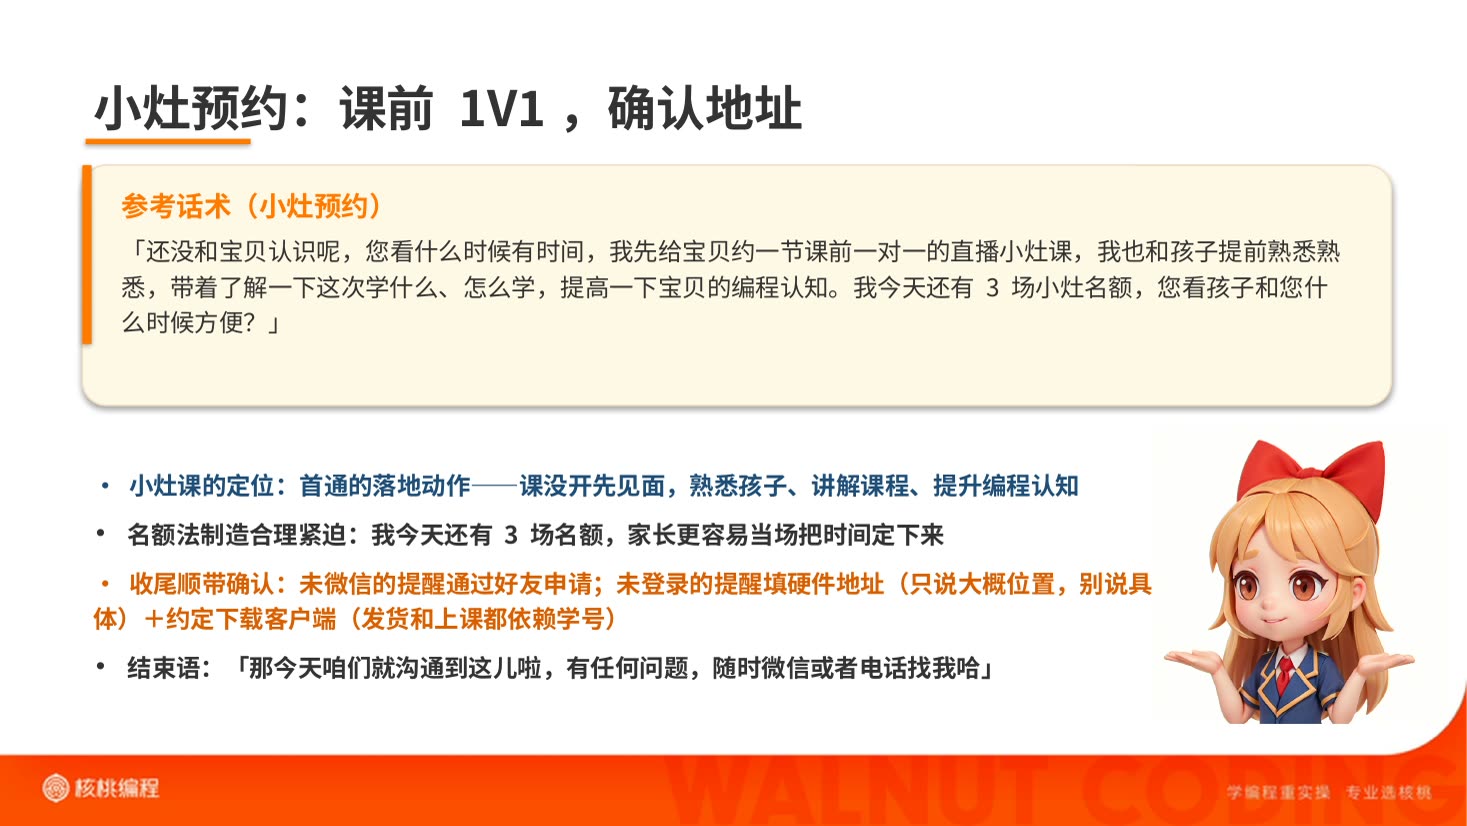 小灶预约：课前 1V1 ，确认地址
参考话术（小灶预约）
「还没和宝贝认识呢，您看什么时候有时间，我先给宝贝约一节课前一对一的直播小灶课，我也和孩子提前熟悉熟
悉，带着了解一下这次学什么、怎么学，提高一下宝贝的编程认知。我今天还有 3 场小灶名额，您看孩子和您什
么时候方便？」
• 小灶课的定位：首通的落地动作——课没开先见面，熟悉孩子、讲解课程、提升编程认知
• 名额法制造合理紧迫：我今天还有 3 场名额，家长更容易当场把时间定下来
• 收尾顺带确认：未微信的提醒通过好友申请；未登录的提醒填硬件地址（只说大概位置，别说具
体）＋约定下载客户端（发货和上课都依赖学号）
• 结束语：「那今天咱们就沟通到这儿啦，有任何问题，随时微信或者电话找我哈」
核桃编程
WALNUT CODING
学编程重实操 专业选核桃